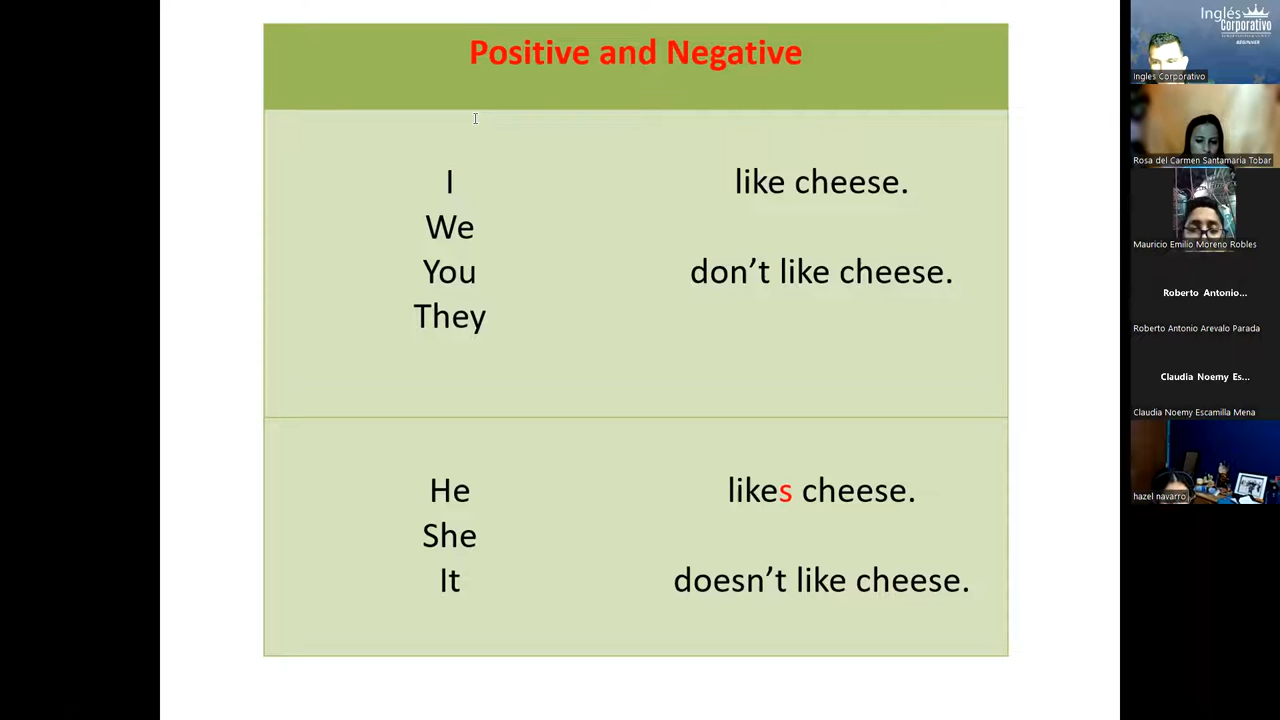 Positive and Negative
I
We
You
They
like cheese.
don't like cheese.
He
She
It
likes cheese.
doesn't like cheese.
Inglés
Corporativo
BEGINNER
Ingles Corporativo
Rosa del Carmen Santamaria Tobar
Mauricio Emilio Moreno Robles
Roberto Antonio...
Roberto Antonio Arevalo Parada
Claudia Noemy Es...
Claudia Noemy Escamilla Mena
hazel navarro